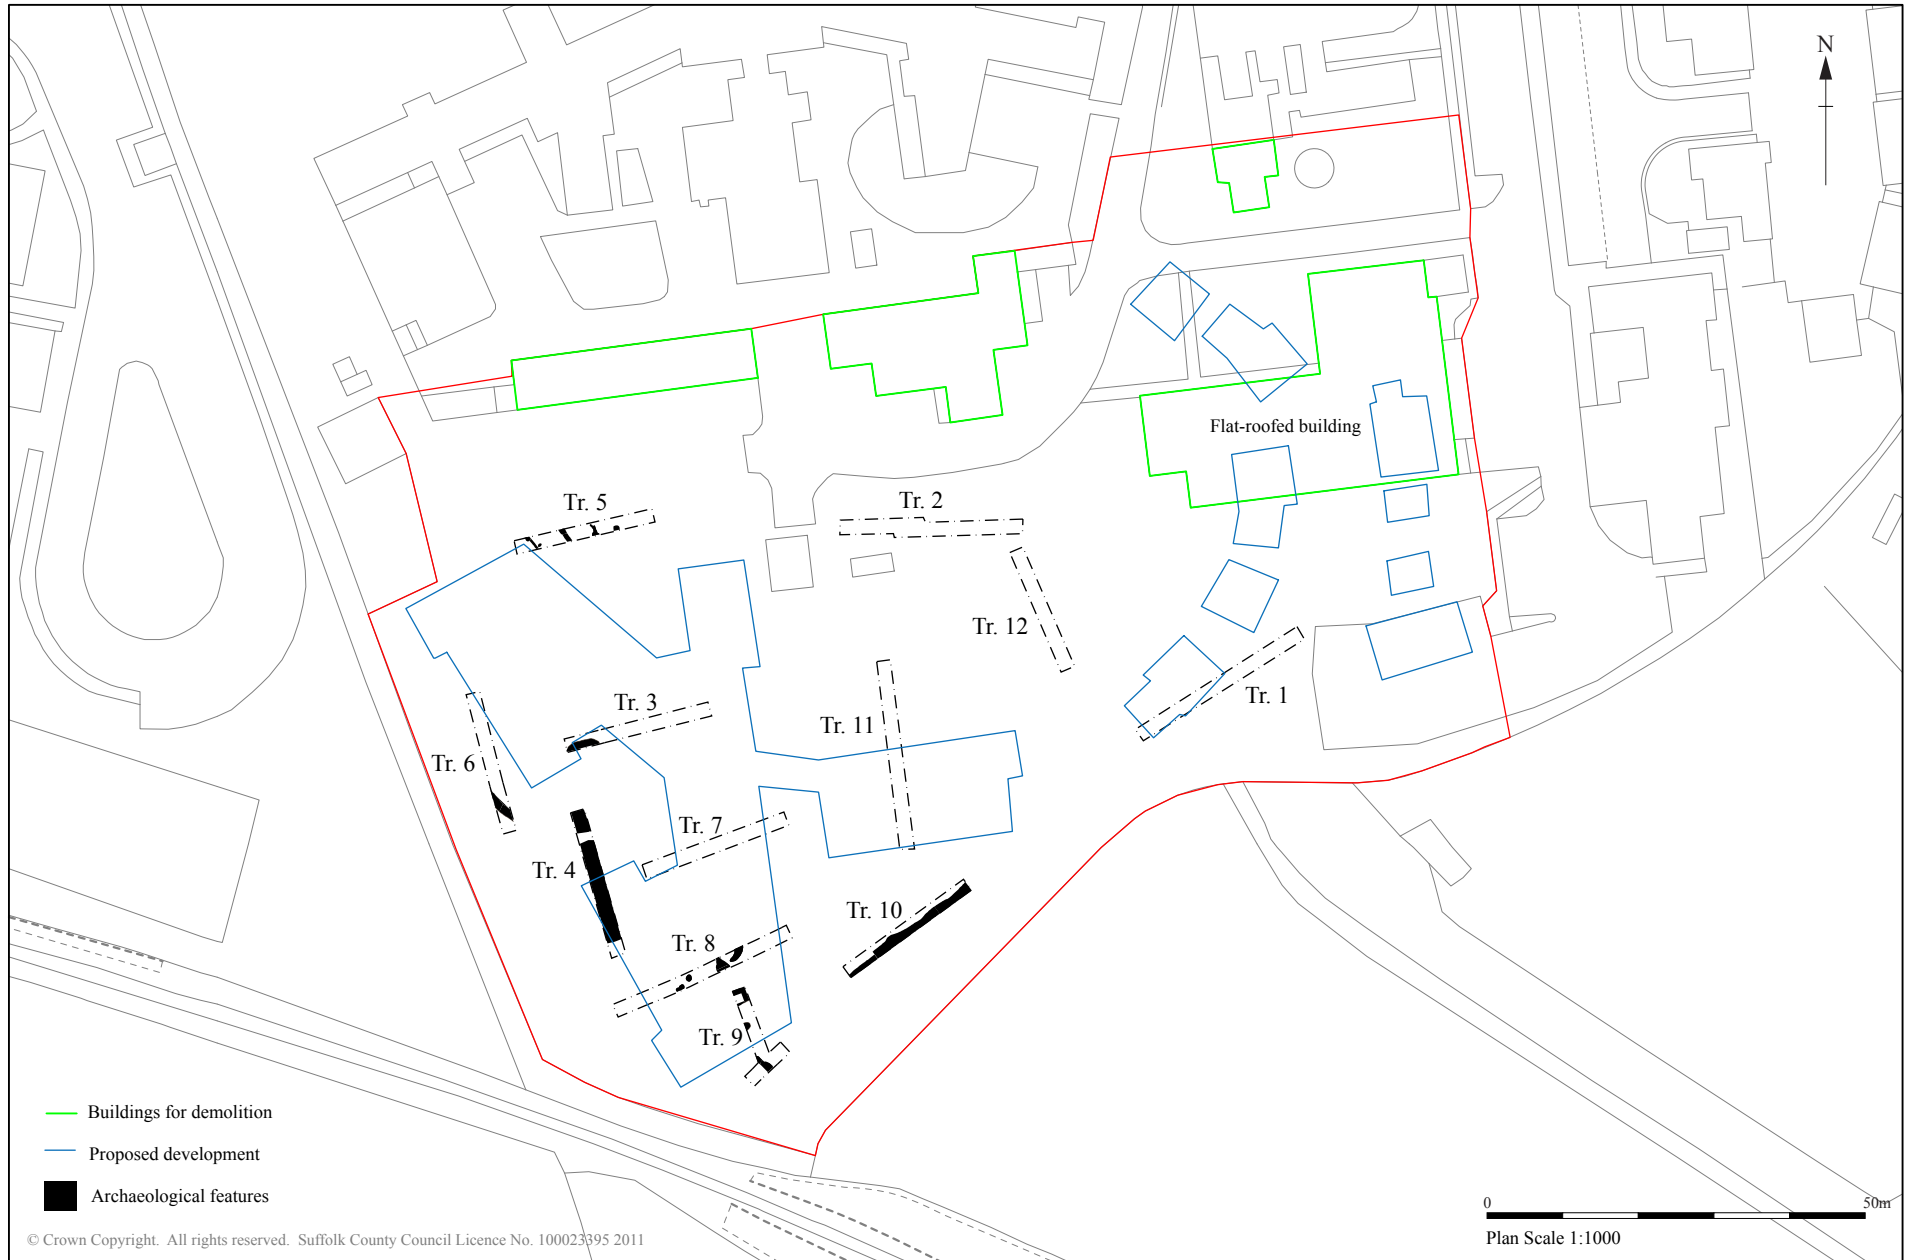 N
Flat-roofed building
Tr. 5
Tr. 2
Tr. 12
Tr. 3
Tr. 1
Tr. 11
Tr. 6
Tr. 7
Tr. 4
Tr. 10
Tr. 8
Tr. 9
Buildings for demolition
Proposed development
Archaeological features
0 50m
Plan Scale 1:1000
© Crown Copyright. All rights reserved. Suffolk County Council Licence No. 100023395 2011